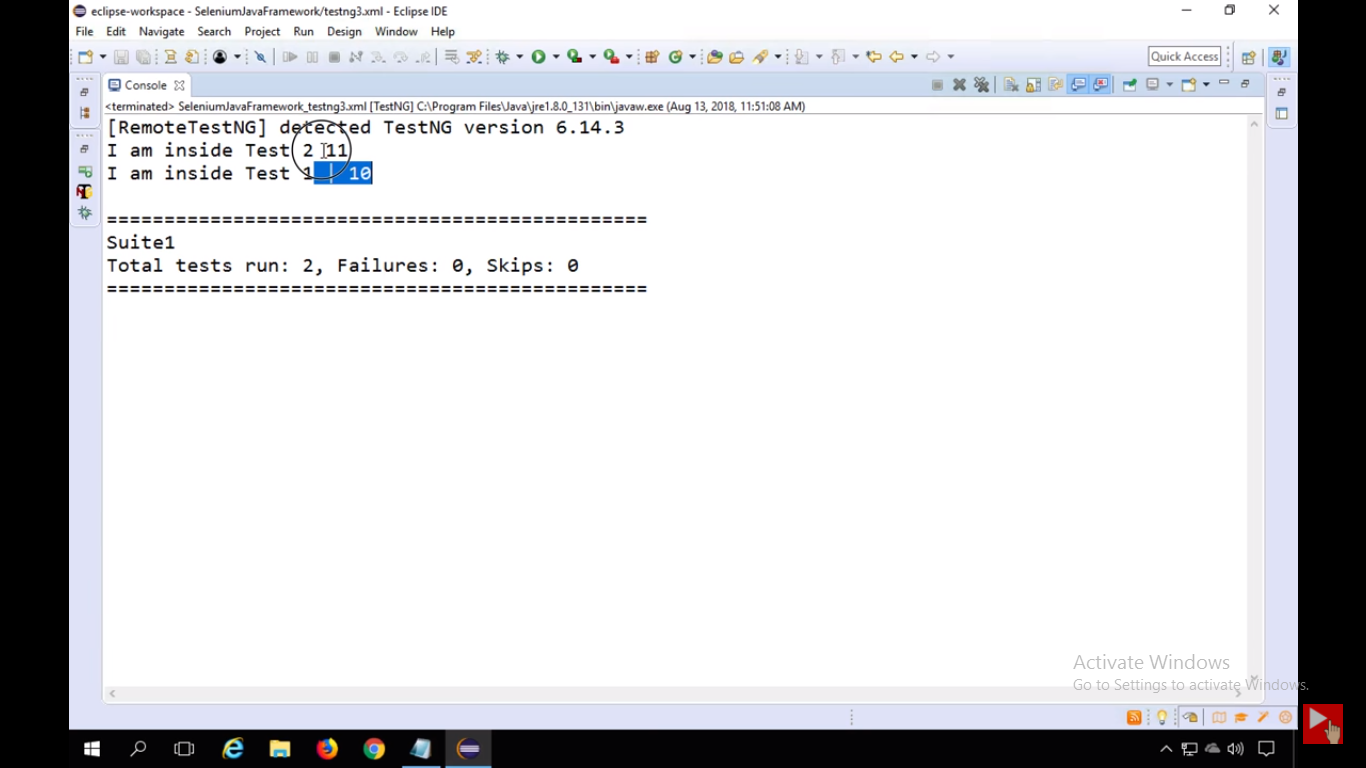 eclipse-workspace - SeleniumJavaFramework/testng3.xml - Eclipse IDE
File Edit Navigate Search Project Run Design Window Help
Quick Access
Console
<terminated> SeleniumJavaFramework_testng3.xml [TestNG] C:\Program Files\Java\jre1.8.0_131\bin\javaw.exe (Aug 13, 2018, 11:51:08 AM)
[RemoteTestNG] detected TestNG version 6.14.3
I am inside Test 2 11
I am inside Test 1 | 10
===============================================
Suite1
Total tests run: 2, Failures: 0, Skips: 0
===============================================
Activate Windows
Go to Settings to activate Windows.